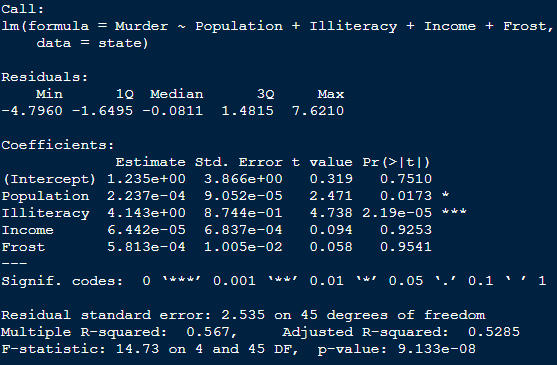 Call:
lm(formula = Murder ~ Population + Illiteracy + Income + Frost,
    data = state)
Residuals:
    Min      1Q  Median      3Q     Max
-4.7960 -1.6495 -0.0811  1.4815  7.6210
Coefficients:
             Estimate Std. Error t value Pr(>|t|)
(Intercept) 1.235e+00  3.866e+00   0.319   0.7510
Population  2.237e-04  9.052e-05   2.471   0.0173 *
Illiteracy  4.143e+00  8.744e-01   4.738 2.19e-05 ***
Income      6.442e-05  6.837e-04   0.094   0.9253
Frost       5.813e-04  1.005e-02   0.058   0.9541
---
Signif. codes:  0 ‘***’ 0.001 ‘**’ 0.01 ‘*’ 0.05 ‘.’ 0.1 ‘ ’ 1
Residual standard error: 2.535 on 45 degrees of freedom
Multiple R-squared:  0.567,     Adjusted R-squared:  0.5285
F-statistic: 14.73 on 4 and 45 DF,  p-value: 9.133e-08